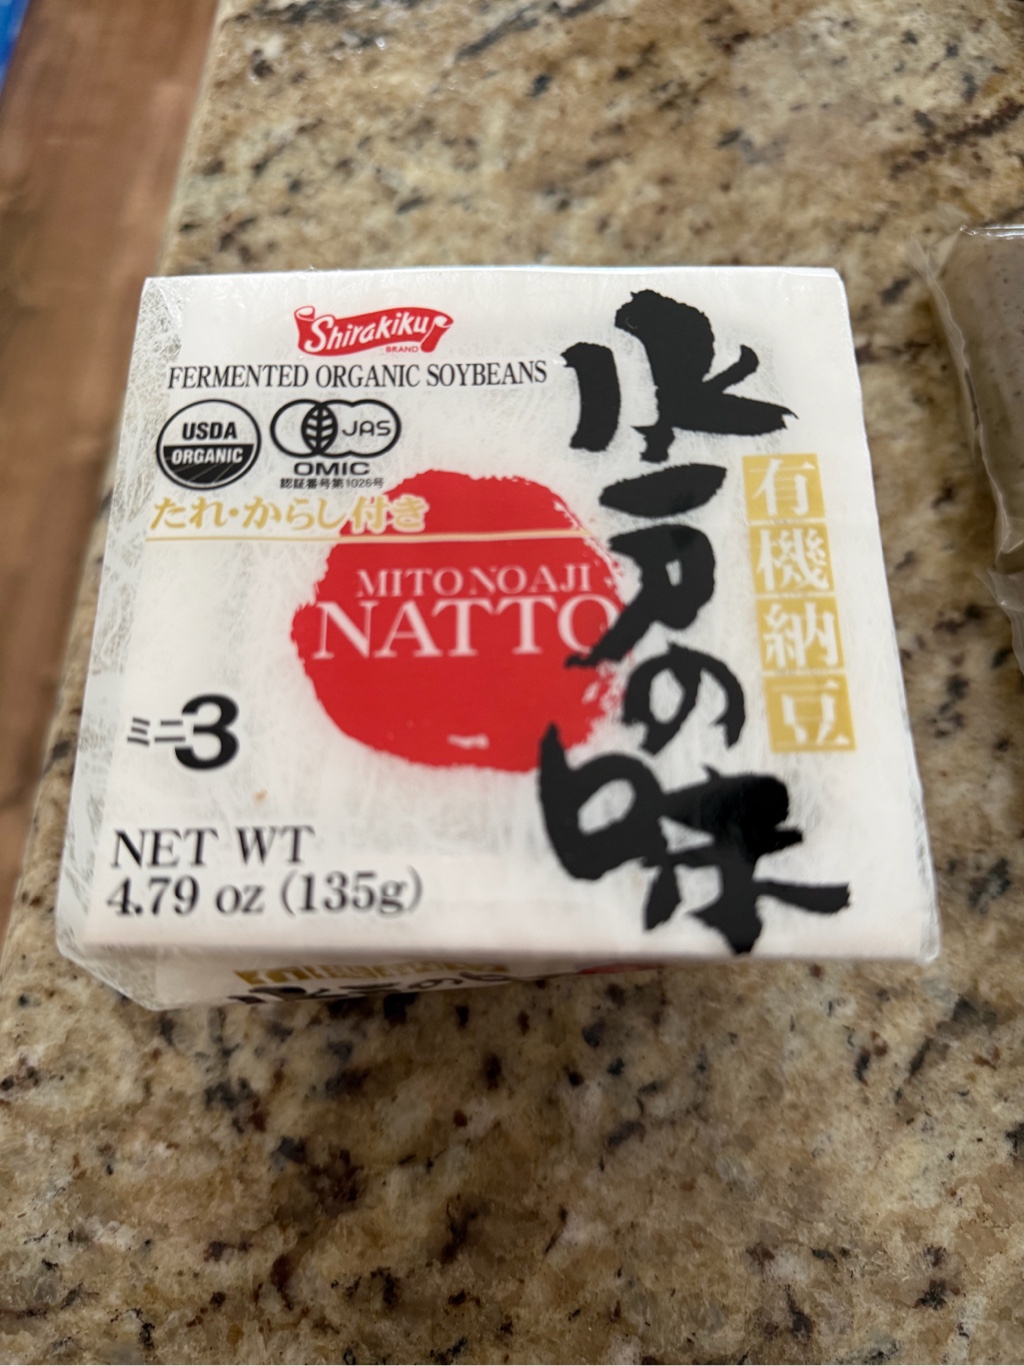 Shirakiku
BRAND
FERMENTED ORGANIC SOYBEANS
USDA
ORGANIC
JAS
OMIC
認証番号第1026号
たれ・からし付き
MITO NO AJI
NATTO
ミニ3
NET WT
4.79 oz (135g)
水戸の味
有機納豆